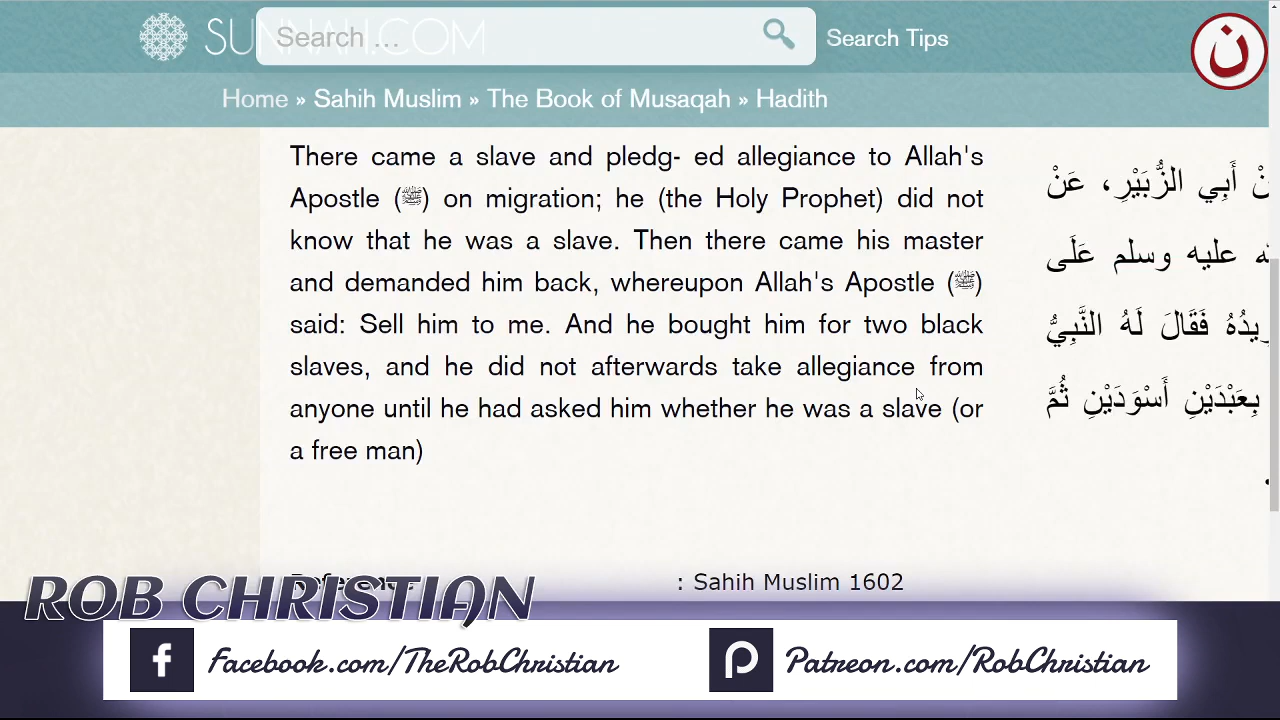 SUNNAH.COM
Search ...
Search Tips
ن
Home » Sahih Muslim » The Book of Musaqah » Hadith
There came a slave and pledg- ed allegiance to Allah's
Apostle (ﷺ) on migration; he (the Holy Prophet) did not
know that he was a slave. Then there came his master
and demanded him back, whereupon Allah's Apostle (ﷺ)
said: Sell him to me. And he bought him for two black
slaves, and he did not afterwards take allegiance from
anyone until he had asked him whether he was a slave (or
a free man)
نْ أَبِي الزُّبَيْرِ، عَنْ
ه عليه وسلم عَلَى
يدُهُ فَقَالَ لَهُ النَّبِيُّ
بِعَبْدَيْنِ أَسْوَدَيْنِ ثُمَّ
Reference : Sahih Muslim 1602
ROB CHRISTIAN
Facebook.com/TheRobChristian
Patreon.com/RobChristian